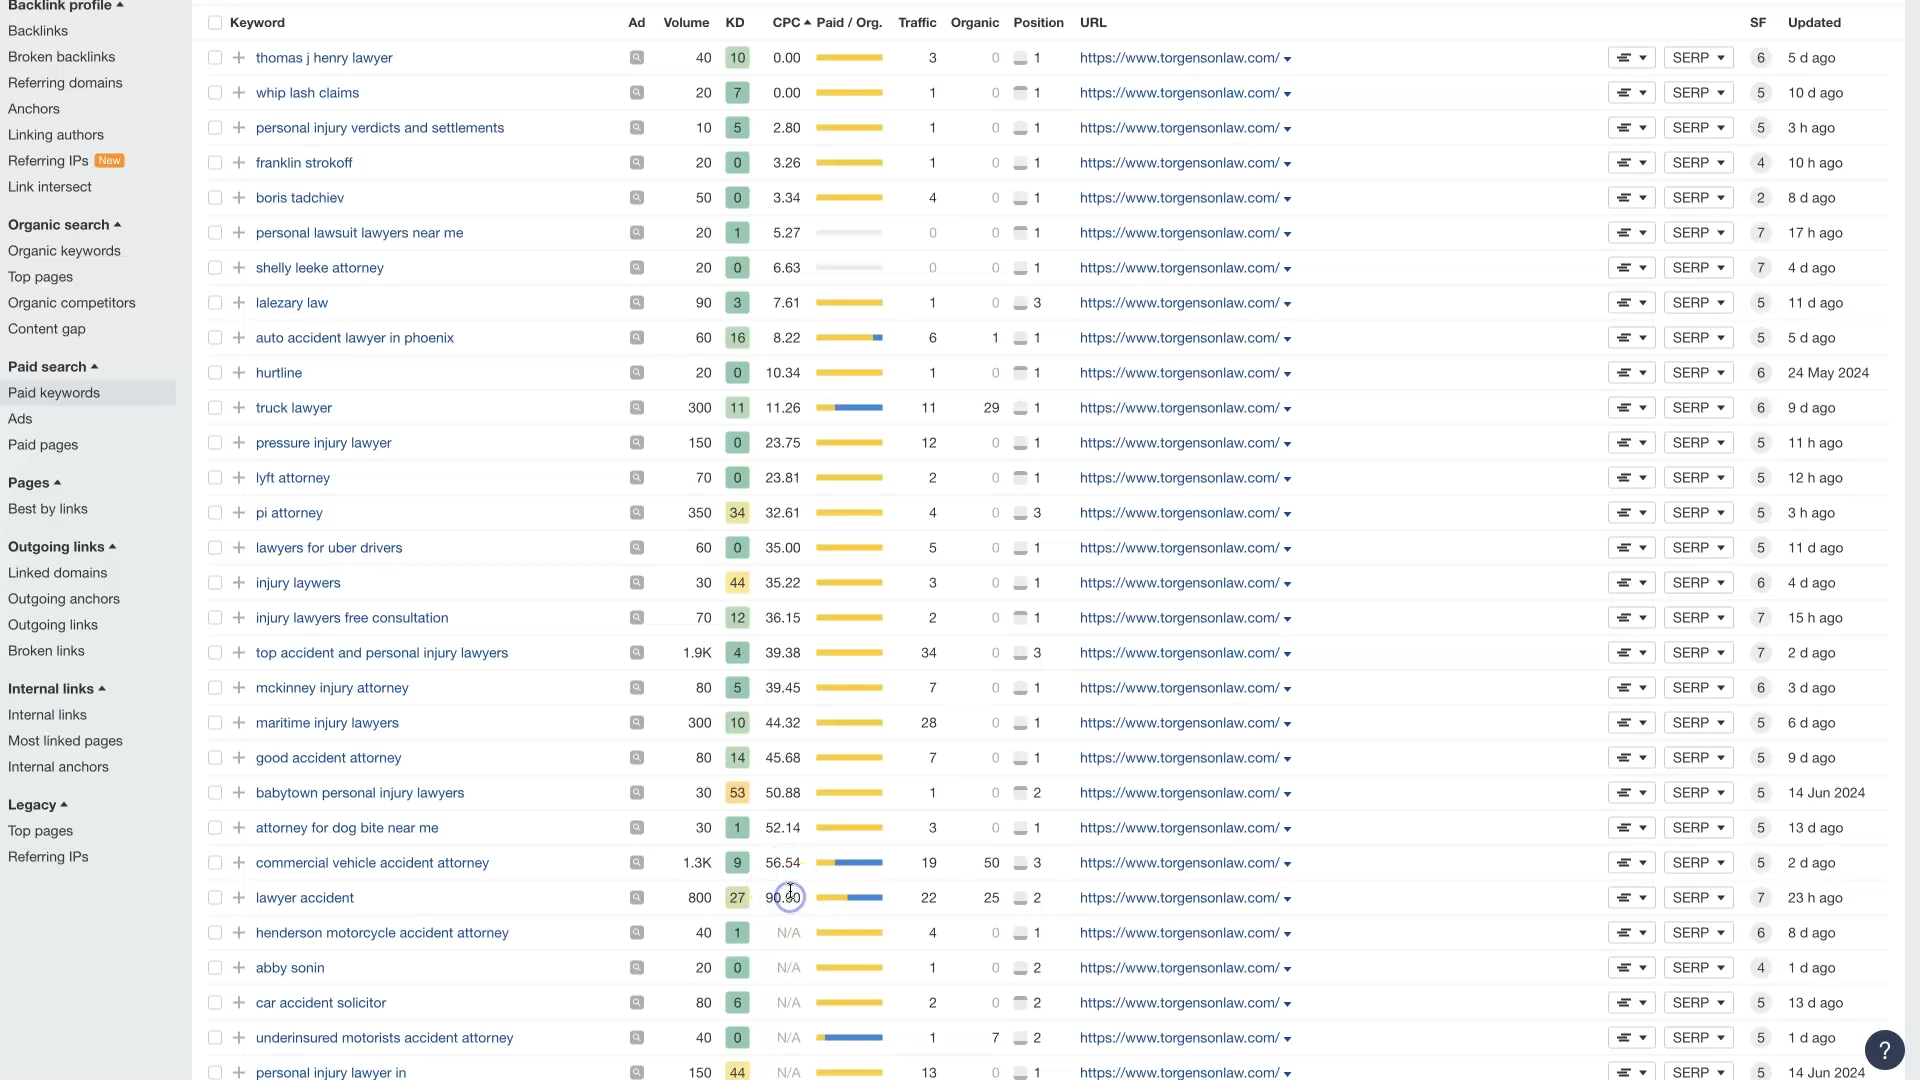 Backlink profile
Backlinks
Broken backlinks
Referring domains
Anchors
Linking authors
Referring IPs New
Link intersect
Organic search
Organic keywords
Top pages
Organic competitors
Content gap
Paid search
Paid keywords
Ads
Paid pages
Pages
Best by links
Outgoing links
Linked domains
Outgoing anchors
Outgoing links
Broken links
Internal links
Internal links
Most linked pages
Internal anchors
Legacy
Top pages
Referring IPs
Keyword Ad Volume KD CPC Paid / Org. Traffic Organic Position URL SF Updated
thomas j henry lawyer 40 10 0.00 3 0 1 https://www.torgensonlaw.com/ SERP 6 5 d ago
whip lash claims 20 7 0.00 1 0 1 https://www.torgensonlaw.com/ SERP 5 10 d ago
personal injury verdicts and settlements 10 5 2.80 1 0 1 https://www.torgensonlaw.com/ SERP 5 3 h ago
franklin strokoff 20 0 3.26 1 0 1 https://www.torgensonlaw.com/ SERP 4 10 h ago
boris tadchiev 50 0 3.34 4 0 1 https://www.torgensonlaw.com/ SERP 2 8 d ago
personal lawsuit lawyers near me 20 1 5.27 0 0 1 https://www.torgensonlaw.com/ SERP 7 17 h ago
shelly leeke attorney 20 0 6.63 0 0 1 https://www.torgensonlaw.com/ SERP 7 4 d ago
lalezary law 90 3 7.61 1 0 3 https://www.torgensonlaw.com/ SERP 5 11 d ago
auto accident lawyer in phoenix 60 16 8.22 6 1 1 https://www.torgensonlaw.com/ SERP 5 5 d ago
hurtline 20 0 10.34 1 0 1 https://www.torgensonlaw.com/ SERP 6 24 May 2024
truck lawyer 300 11 11.26 11 29 1 https://www.torgensonlaw.com/ SERP 6 9 d ago
pressure injury lawyer 150 0 23.75 12 0 1 https://www.torgensonlaw.com/ SERP 5 11 h ago
lyft attorney 70 0 23.81 2 0 1 https://www.torgensonlaw.com/ SERP 5 12 h ago
pi attorney 350 34 32.61 4 0 3 https://www.torgensonlaw.com/ SERP 5 3 h ago
lawyers for uber drivers 60 0 35.00 5 0 1 https://www.torgensonlaw.com/ SERP 5 11 d ago
injury laywers 30 44 35.22 3 0 1 https://www.torgensonlaw.com/ SERP 6 4 d ago
injury lawyers free consultation 70 12 36.15 2 0 1 https://www.torgensonlaw.com/ SERP 7 15 h ago
top accident and personal injury lawyers 1.9K 4 39.38 34 0 3 https://www.torgensonlaw.com/ SERP 7 2 d ago
mckinney injury attorney 80 5 39.45 7 0 1 https://www.torgensonlaw.com/ SERP 6 3 d ago
maritime injury lawyers 300 10 44.32 28 0 1 https://www.torgensonlaw.com/ SERP 5 6 d ago
good accident attorney 80 14 45.68 7 0 1 https://www.torgensonlaw.com/ SERP 5 9 d ago
babytown personal injury lawyers 30 53 50.88 1 0 2 https://www.torgensonlaw.com/ SERP 5 14 Jun 2024
attorney for dog bite near me 30 1 52.14 3 0 1 https://www.torgensonlaw.com/ SERP 5 13 d ago
commercial vehicle accident attorney 1.3K 9 56.54 19 50 3 https://www.torgensonlaw.com/ SERP 5 2 d ago
lawyer accident 800 27 22 25 2 https://www.torgensonlaw.com/ SERP 7 23 h ago
henderson motorcycle accident attorney 40 1 N/A 4 0 1 https://www.torgensonlaw.com/ SERP 6 8 d ago
abby sonin 20 0 N/A 1 0 2 https://www.torgensonlaw.com/ SERP 4 1 d ago
car accident solicitor 80 6 N/A 2 0 2 https://www.torgensonlaw.com/ SERP 5 13 d ago
underinsured motorists accident attorney 40 0 N/A 1 7 2 https://www.torgensonlaw.com/ SERP 5 1 d ago
personal injury lawyer in 150 44 N/A 13 0 1 https://www.torgensonlaw.com/ SERP 5 14 Jun 2024
?